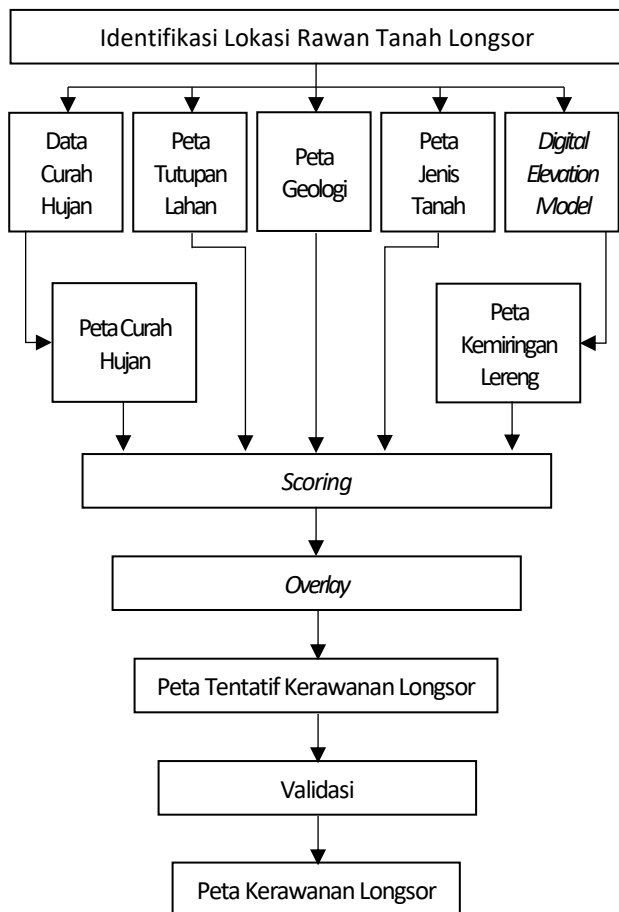 Identifikasi Lokasi Rawan Tanah Longsor
Data
Curah
Hujan
Peta
Tutupan
Lahan
Peta
Geologi
Peta
Jenis
Tanah
Digital
Elevation
Model
Peta Curah
Hujan
Peta
Kemiringan
Lereng
Scoring
Overlay
Peta Tentatif Kerawanan Longsor
Validasi
Peta Kerawanan Longsor